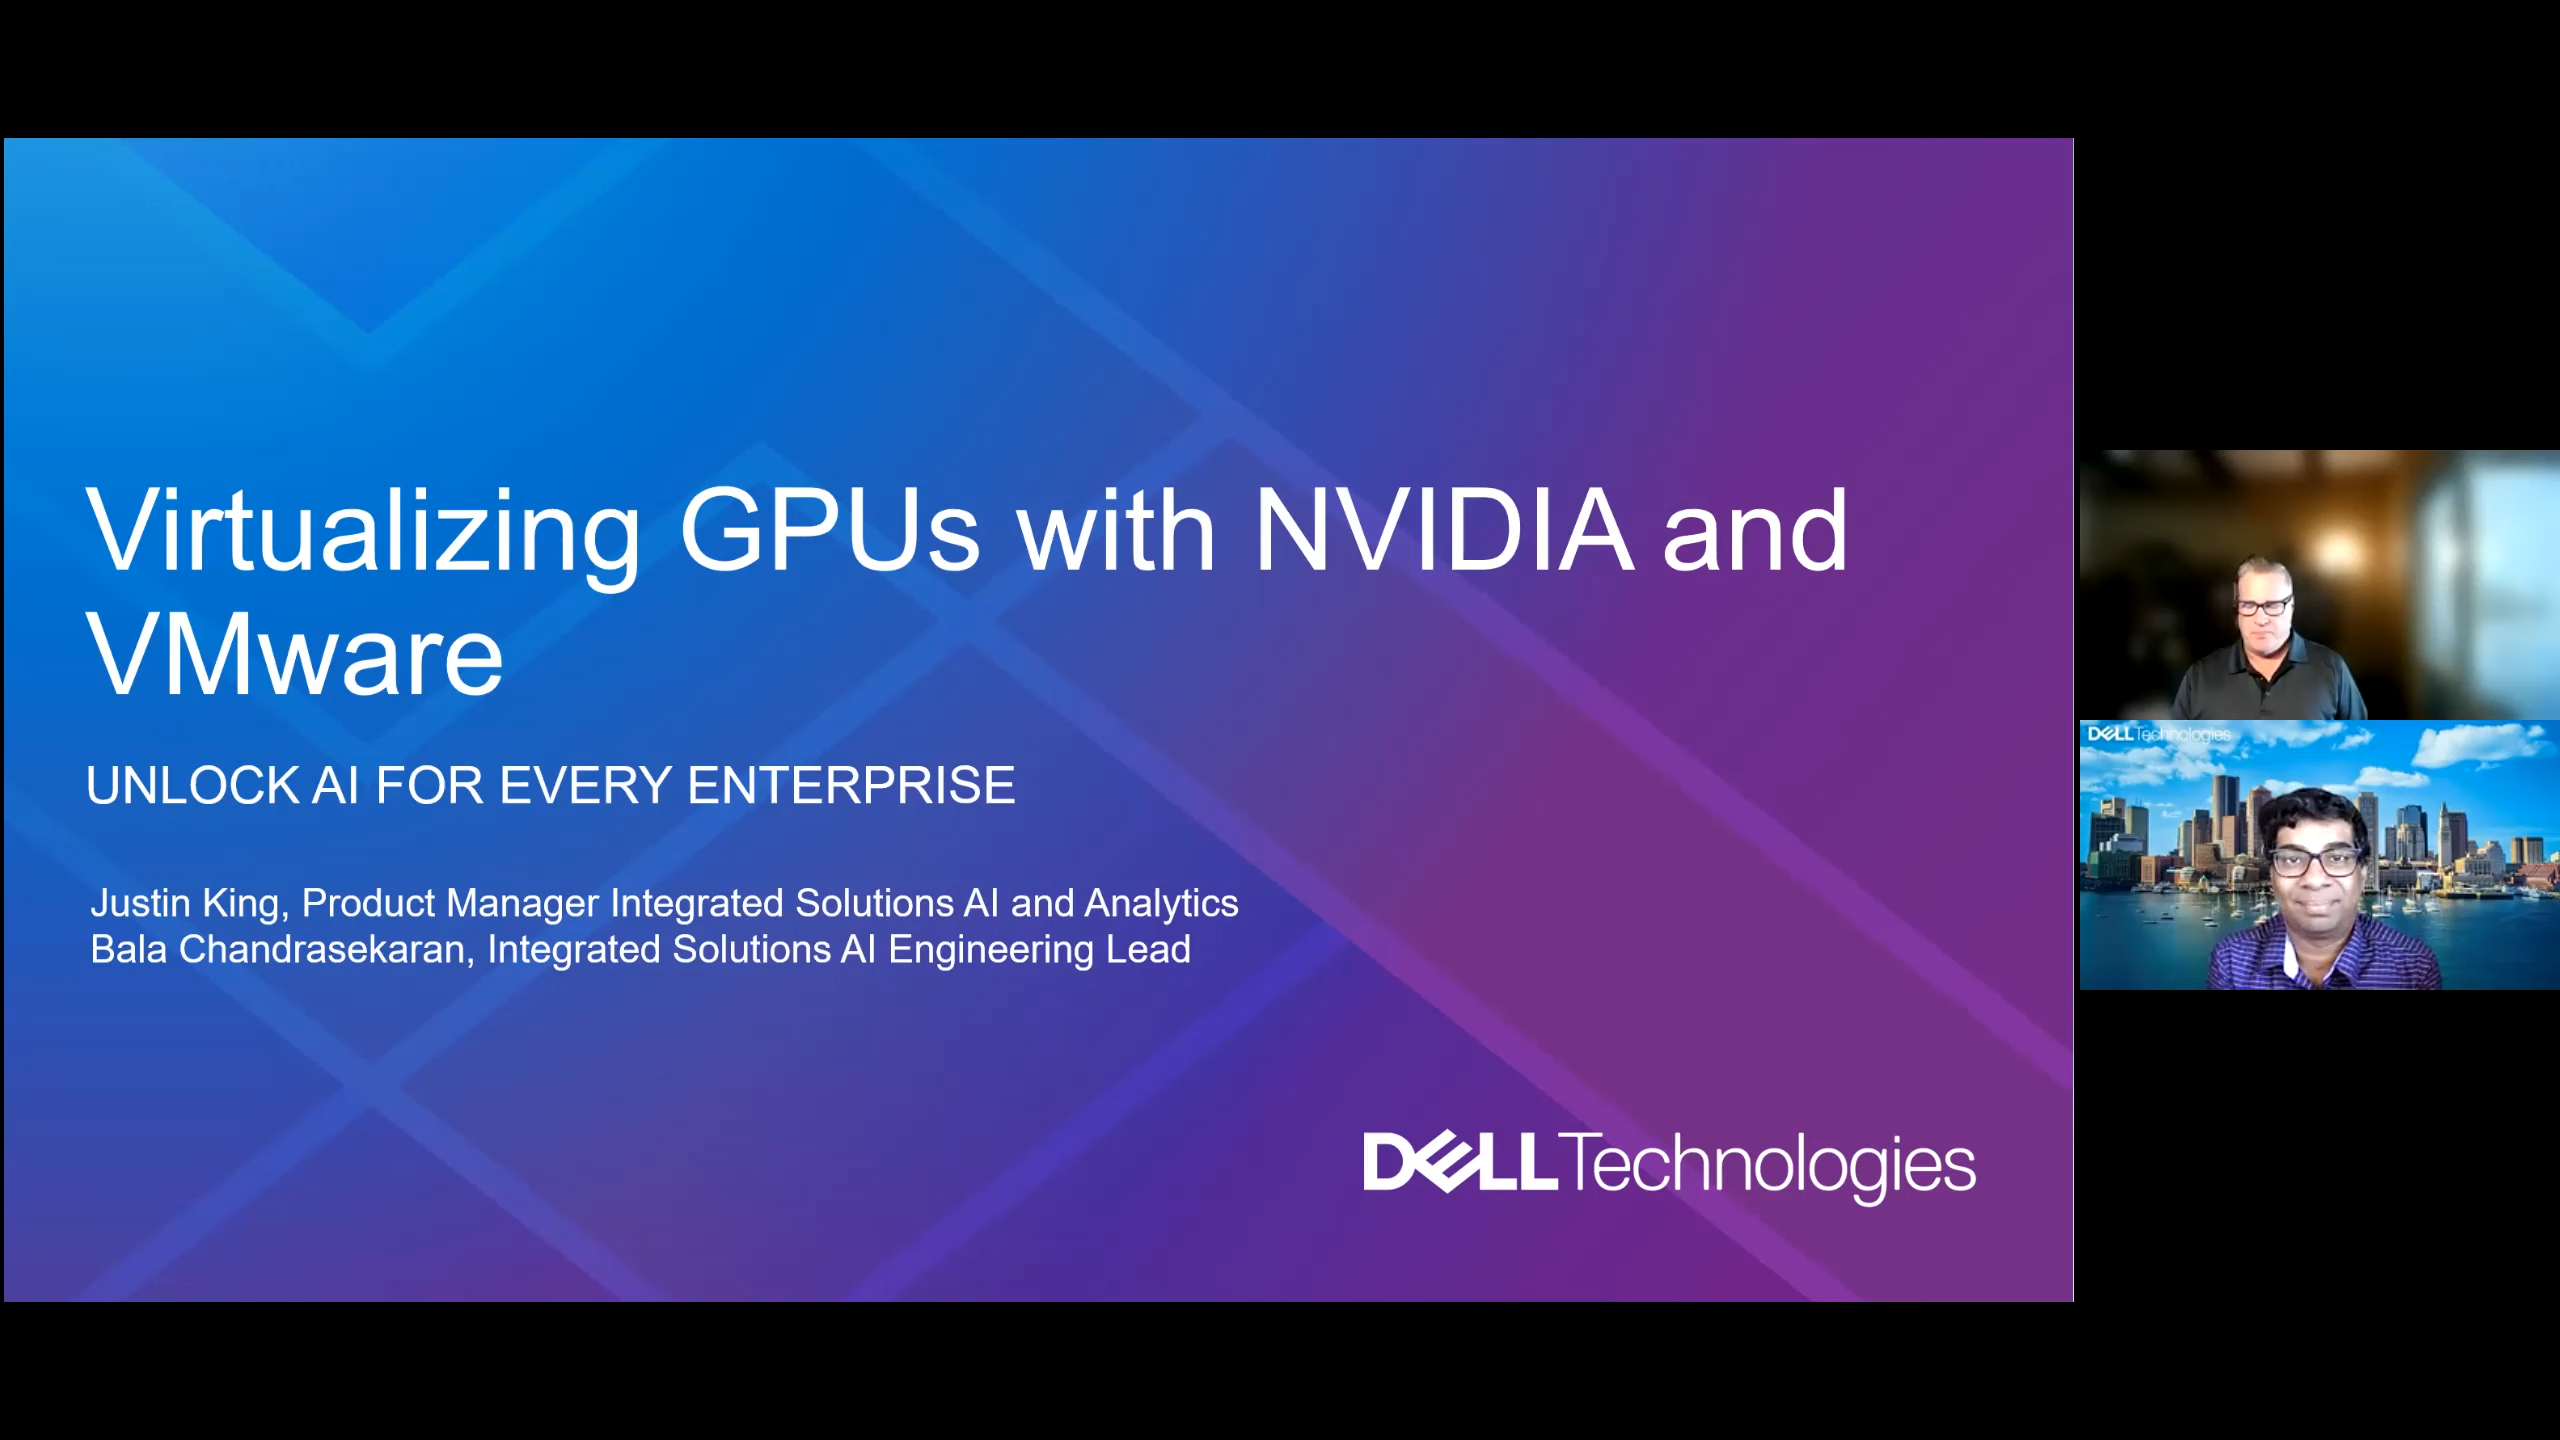 Virtualizing GPUs with NVIDIA and
VMware
UNLOCK AI FOR EVERY ENTERPRISE
Justin King, Product Manager Integrated Solutions AI and Analytics
Bala Chandrasekaran, Integrated Solutions AI Engineering Lead
DELL Technologies
DELL Technologies